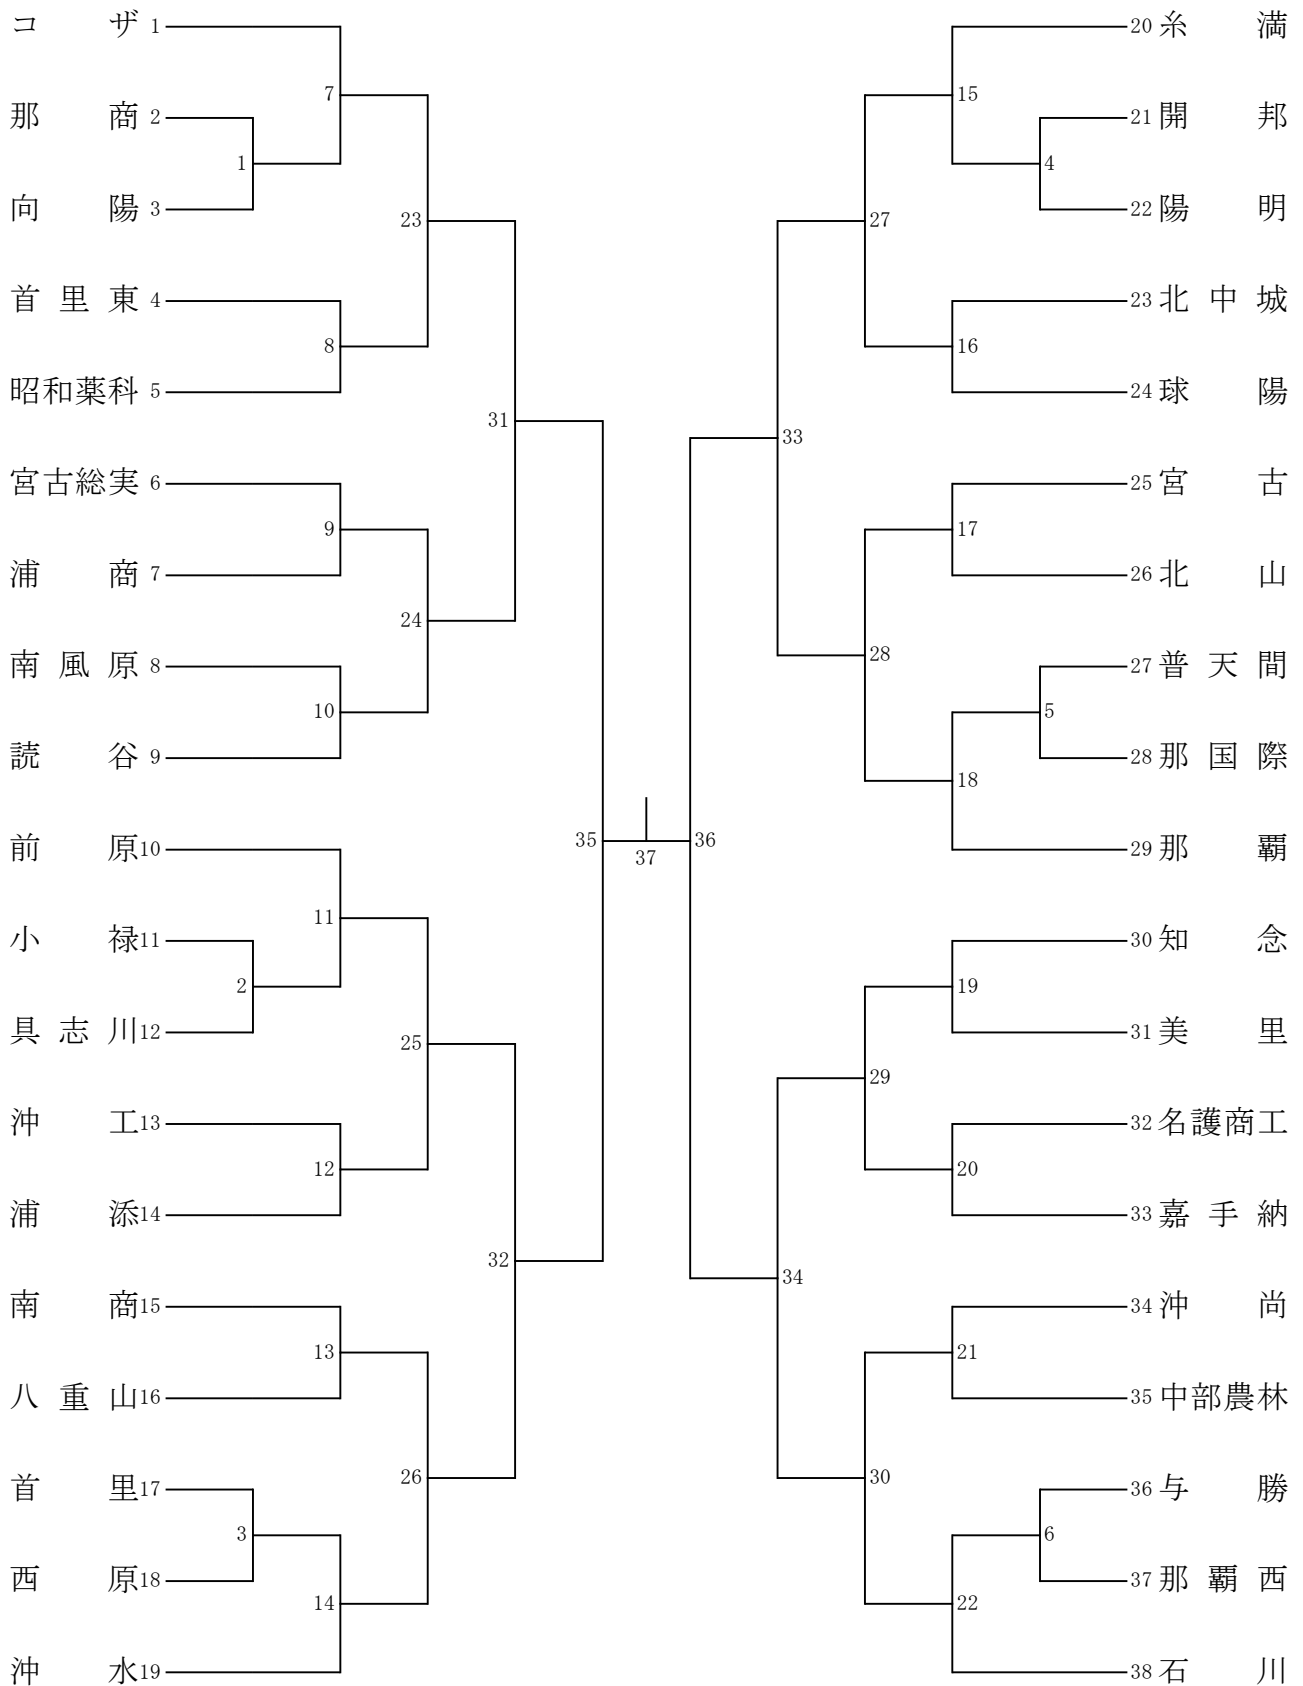 コザ 1
那商 2
向陽 3
首里東 4
昭和薬科 5
宮古総実 6
浦商 7
南風原 8
読谷 9
前原 10
小禄 11
具志川 12
沖工 13
浦添 14
南商 15
八重山 16
首里 17
西原 18
沖水 19
1
2
3
7
8
9
10
11
12
13
14
23
24
25
26
31
32
35
37
36
33
34
27
28
29
30
15
16
17
18
19
20
21
22
4
5
6
20 糸満
21 開邦
22 陽明
23 北中城
24 球陽
25 宮古
26 北山
27 普天間
28 那国際
29 那覇
30 知念
31 美里
32 名護商工
33 嘉手納
34 沖尚
35 中部農林
36 与勝
37 那覇西
38 石川